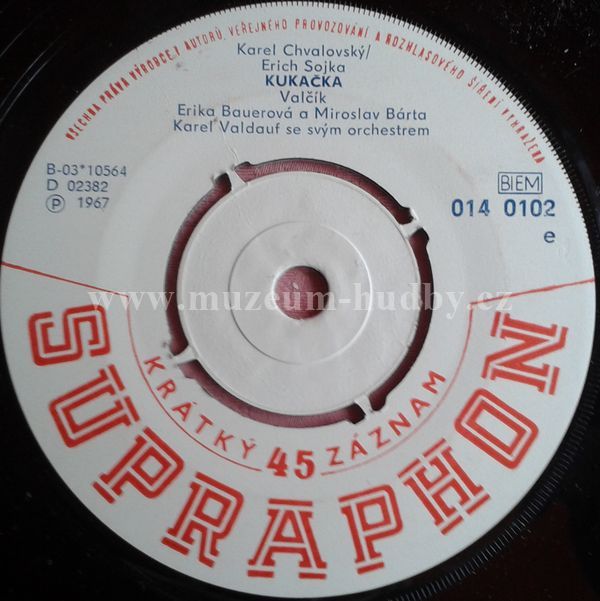 VŠECHNA PRÁVA VÝROBCE I AUTORŮ, VEŘEJNÉHO PROVOZOVÁNÍ A ROZHLASOVÉHO ŠÍŘENÍ VYHRAZENA
Karel Chvalovský/
Erich Sojka
KUKAČKA
Valčík
Erika Bauerová a Miroslav Bárta
Karel Valdauf se svým orchestrem
B-03*10564
D 02382
Ⓟ 1967
BIEM
014 0102
e
www.muzeum-hudby.cz
KRÁTKÝ 45 ZÁZNAM
SUPRAPHON